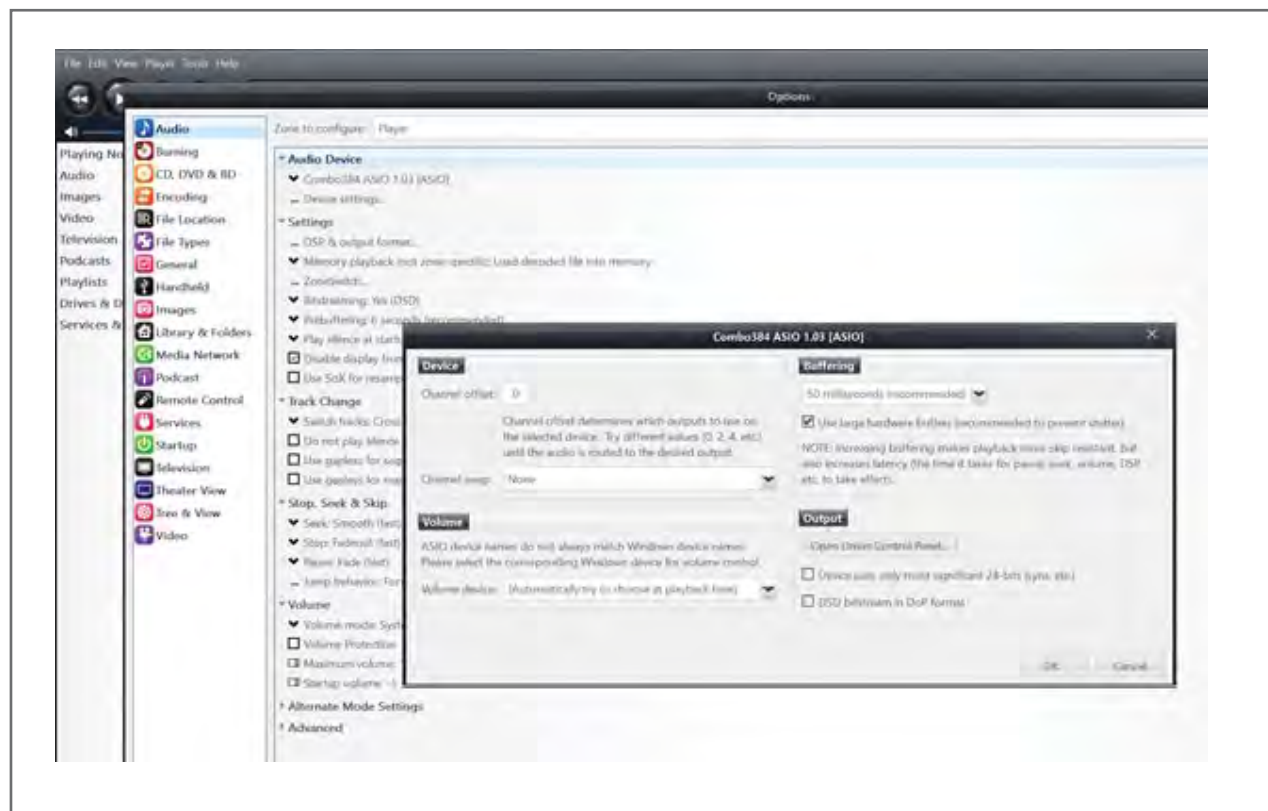 File Edit View Player Tools Help
Options
Audio
Burning
CD, DVD & BD
Encoding
File Location
File Types
General
Handheld
Images
Library & Folders
Media Network
Podcast
Remote Control
Services
Startup
Television
Theater View
Tree & View
Video
Playing No
Audio
Images
Video
Television
Podcasts
Playlists
Drives & D
Services &
Zone to configure: Player
Audio Device
Combo384 ASIO 1.03 [ASIO]
Device settings...
Settings
DSP & output format...
Memory playback (not zone-specific): Load decoded file into memory
ZoneSwitch...
Bitstreaming: Yes (DSD)
Prebuffering: 6 seconds (recommended)
Play silence at start
Disable display from
Use SoX for resamp
Track Change
Switch tracks: Cross
Do not play silence
Use gapless for seq
Use gapless for
Stop, Seek & Skip
Seek: Smooth (fast)
Stop: Fadeout (fast)
Pause: Fade (fast)
Jump behavior: For
Volume
Volume mode: Syst
Volume Protection
Maximum volume:
Startup volume:
Alternate Mode Settings
Advanced
Combo384 ASIO 1.03 [ASIO]
Device
Channel offset: 0
Channel offset determines which outputs to use on
the selected device. Try different values (0, 2, 4, etc)
until the audio is routed to the desired output.
Channel swap: None
Volume
ASIO device names do not always match Windows device names.
Please select the corresponding Windows device for volume control.
Volume device: [Automatically try to choose at playback time]
Buffering
50 milliseconds (recommended)
Use large hardware buffers (recommended to prevent stutter)
NOTE: Increasing buffering makes playback more skip resistant, but
also increases latency (the time it takes for pause, seek, volume, DSP,
etc. to take effect).
Output
Open Driver Control Panel...
Device uses only most significant 24-bits (Lynx, etc.)
DSD bitstream in DoP format
OK
Cancel